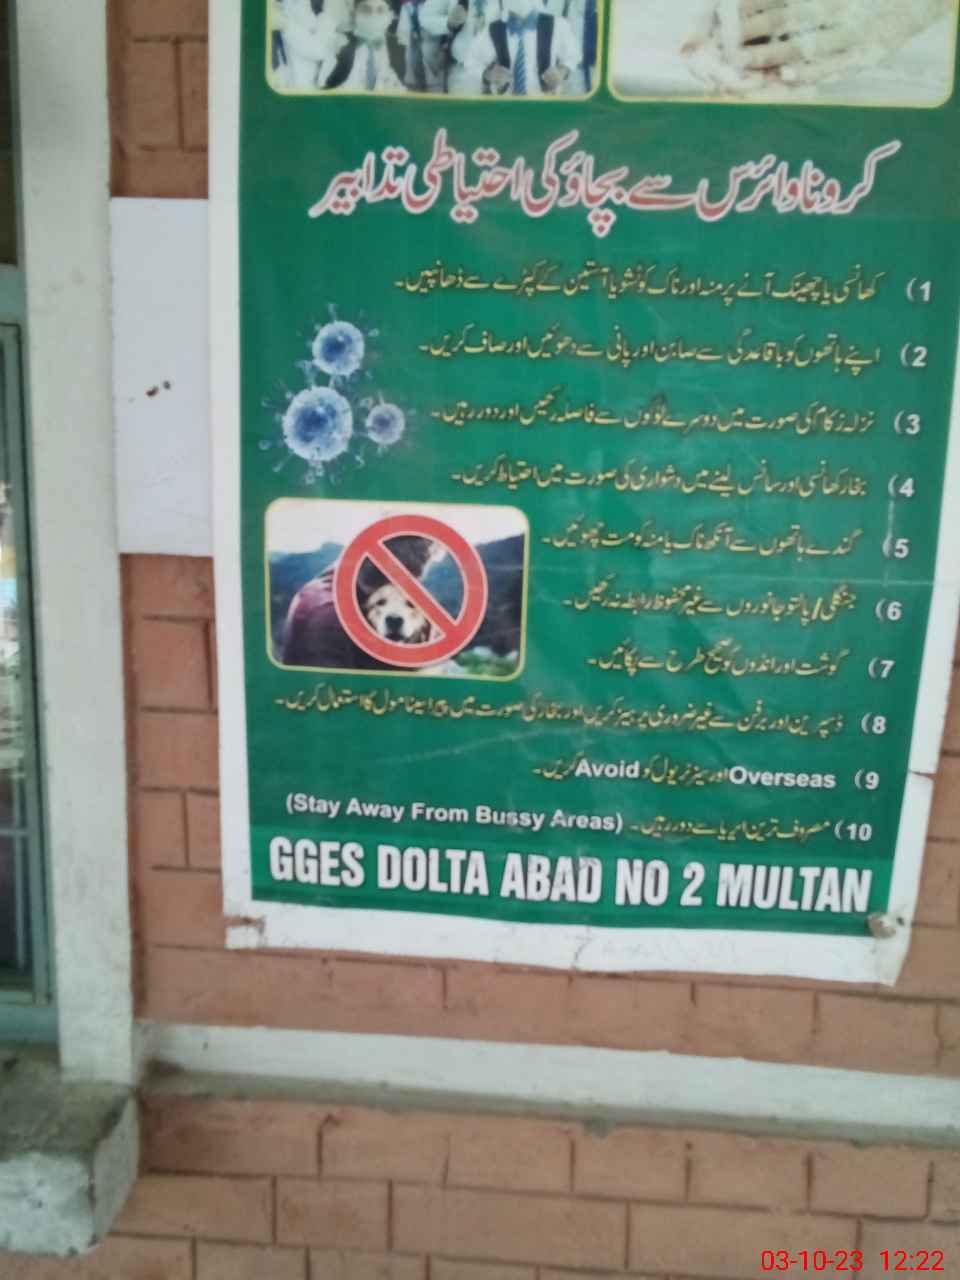 کرونا وائرس سے بچاؤ کی احتیاطی تدابیر
1) کھانسی یا چھینک آنے پر منہ اور ناک کو ٹشو یا آستین کے کپڑے سے ڈھانپیں۔
2) اپنے ہاتھوں کو باقاعدگی سے صابن اور پانی سے دھوئیں اور صاف کریں۔
3) نزلہ زکام کی صورت میں دوسرے لوگوں سے فاصلہ رکھیں اور دور رہیں۔
4) بخار کھانسی اور سانس لینے میں دشواری کی صورت میں احتیاط کریں۔
5) گندے ہاتھوں سے آنکھ ناک یا منہ کو مت چھوئیں۔
6) جنگلی/پالتو جانوروں سے غیر محفوظ رابطہ نہ رکھیں۔
7) گوشت اور انڈوں کو صحیح طرح سے پکائیں۔
8) ڈسپرین اور برفن سے غیر ضروری پرہیز کریں اور بخار کی صورت میں پیراسیٹامول کا استعمال کریں۔
9) Overseas اور سیز ٹریول کو Avoid کریں۔
10) مصروف ترین ایریا سے دور رہیں۔ (Stay Away From Bussy Areas)
GGES DOLTA ABAD NO 2 MULTAN
03-10-23 12:22